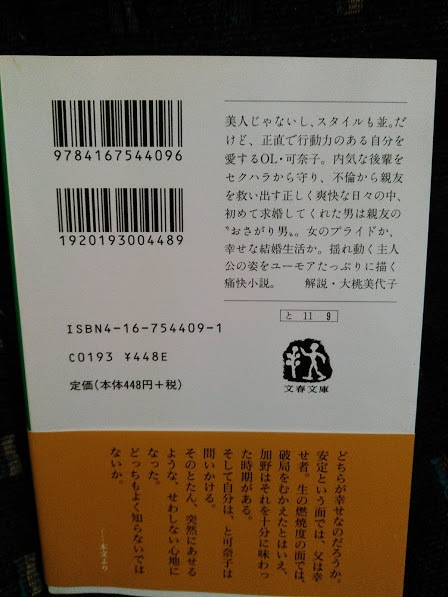 9784167544096
1920193004489
美人じゃないし、スタイルも並。だ
けど、正直で行動力のある自分を
愛するOL・可奈子。内気な後輩を
セクハラから守り、不倫から親友
を救い出す正しく爽快な日々の中、
初めて求婚してくれた男は親友の
〝おさがり男〟。女のプライドか、
幸せな結婚生活か。揺れ動く主人
公の姿をユーモアたっぷりに描く
痛快小説。 解説・大桃美代子
ISBN4-16-754409-1
C0193 ¥448E
定価(本体448円+税)
と 11 9
文春文庫
どちらが幸せなのだろうか。
安定という面では、父は幸
せ者。生の燃焼度の面では、
破局をむかえたとはいえ、
加野はそれを十分に味わっ
た時期がある。
そして自分は、と可奈子は
問いかける。
そのとたん、突然にあせる
ような、せわしない心地に
なった。
どっちもよく知らないでは
ないか。
——本文より